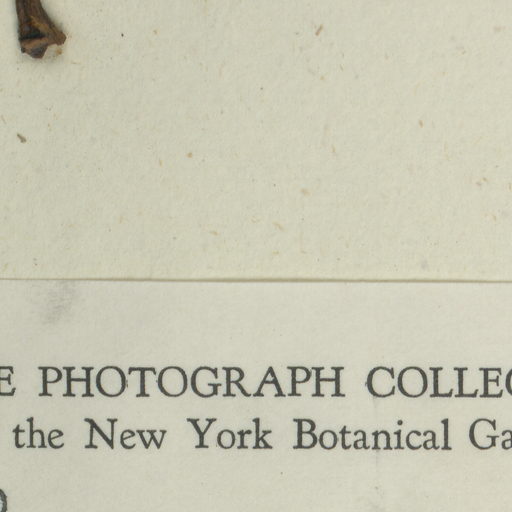 E PHOTOGRAPH COLLEC
the New York Botanical Ga